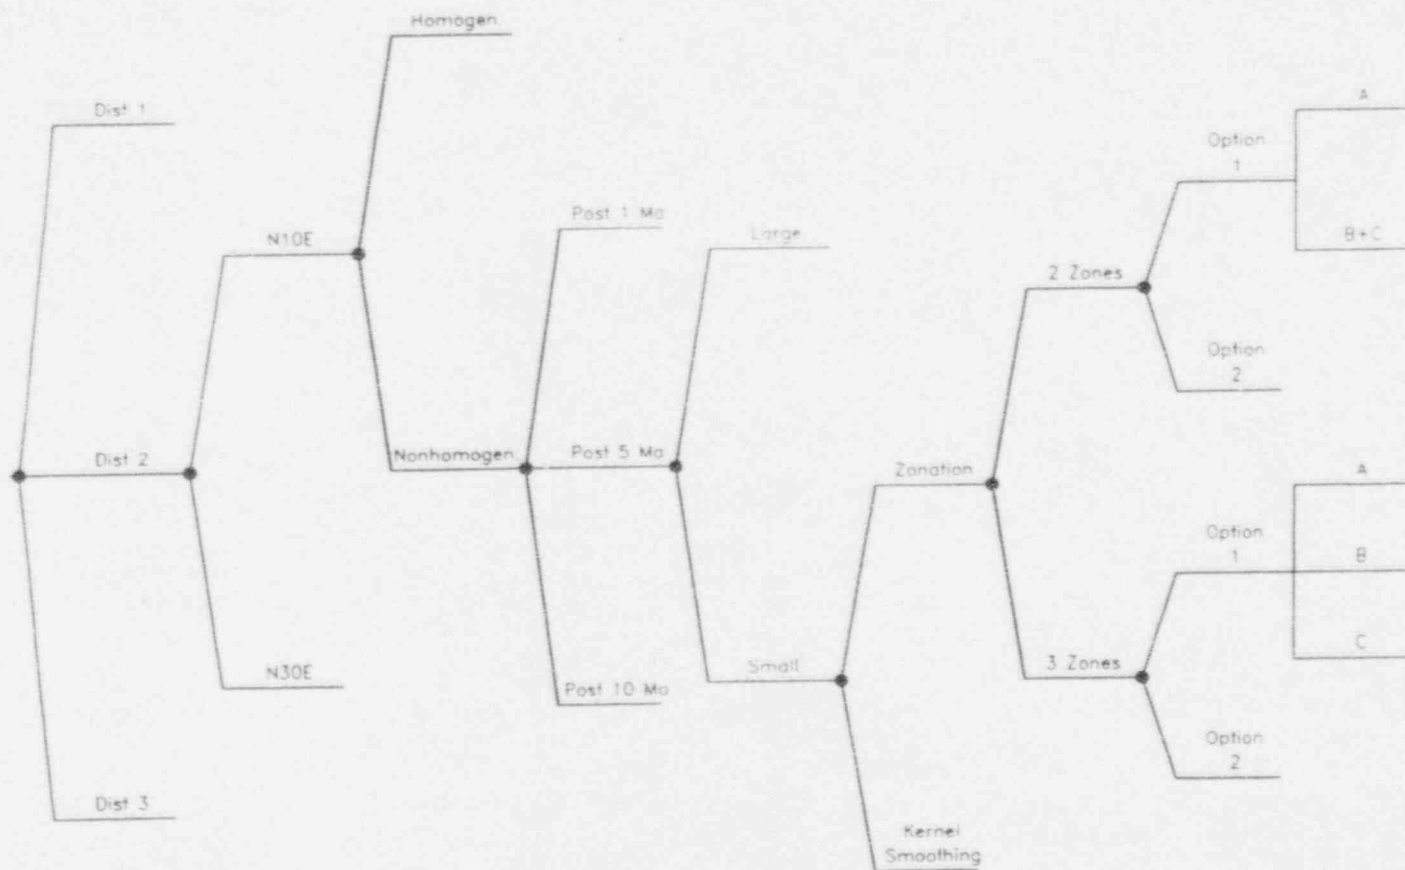 Homogen.
Dist 1
A
Option
1
Post 1 Ma
Large
N10E
B+C
2 Zones
Option
2
Dist 2
Nonhomogen.
Post 5 Ma
Zonation
A
Option
1
B
N30E
Post 10 Ma
Small
3 Zones
C
Option
2
Dist 3
Kernel
Smoothing